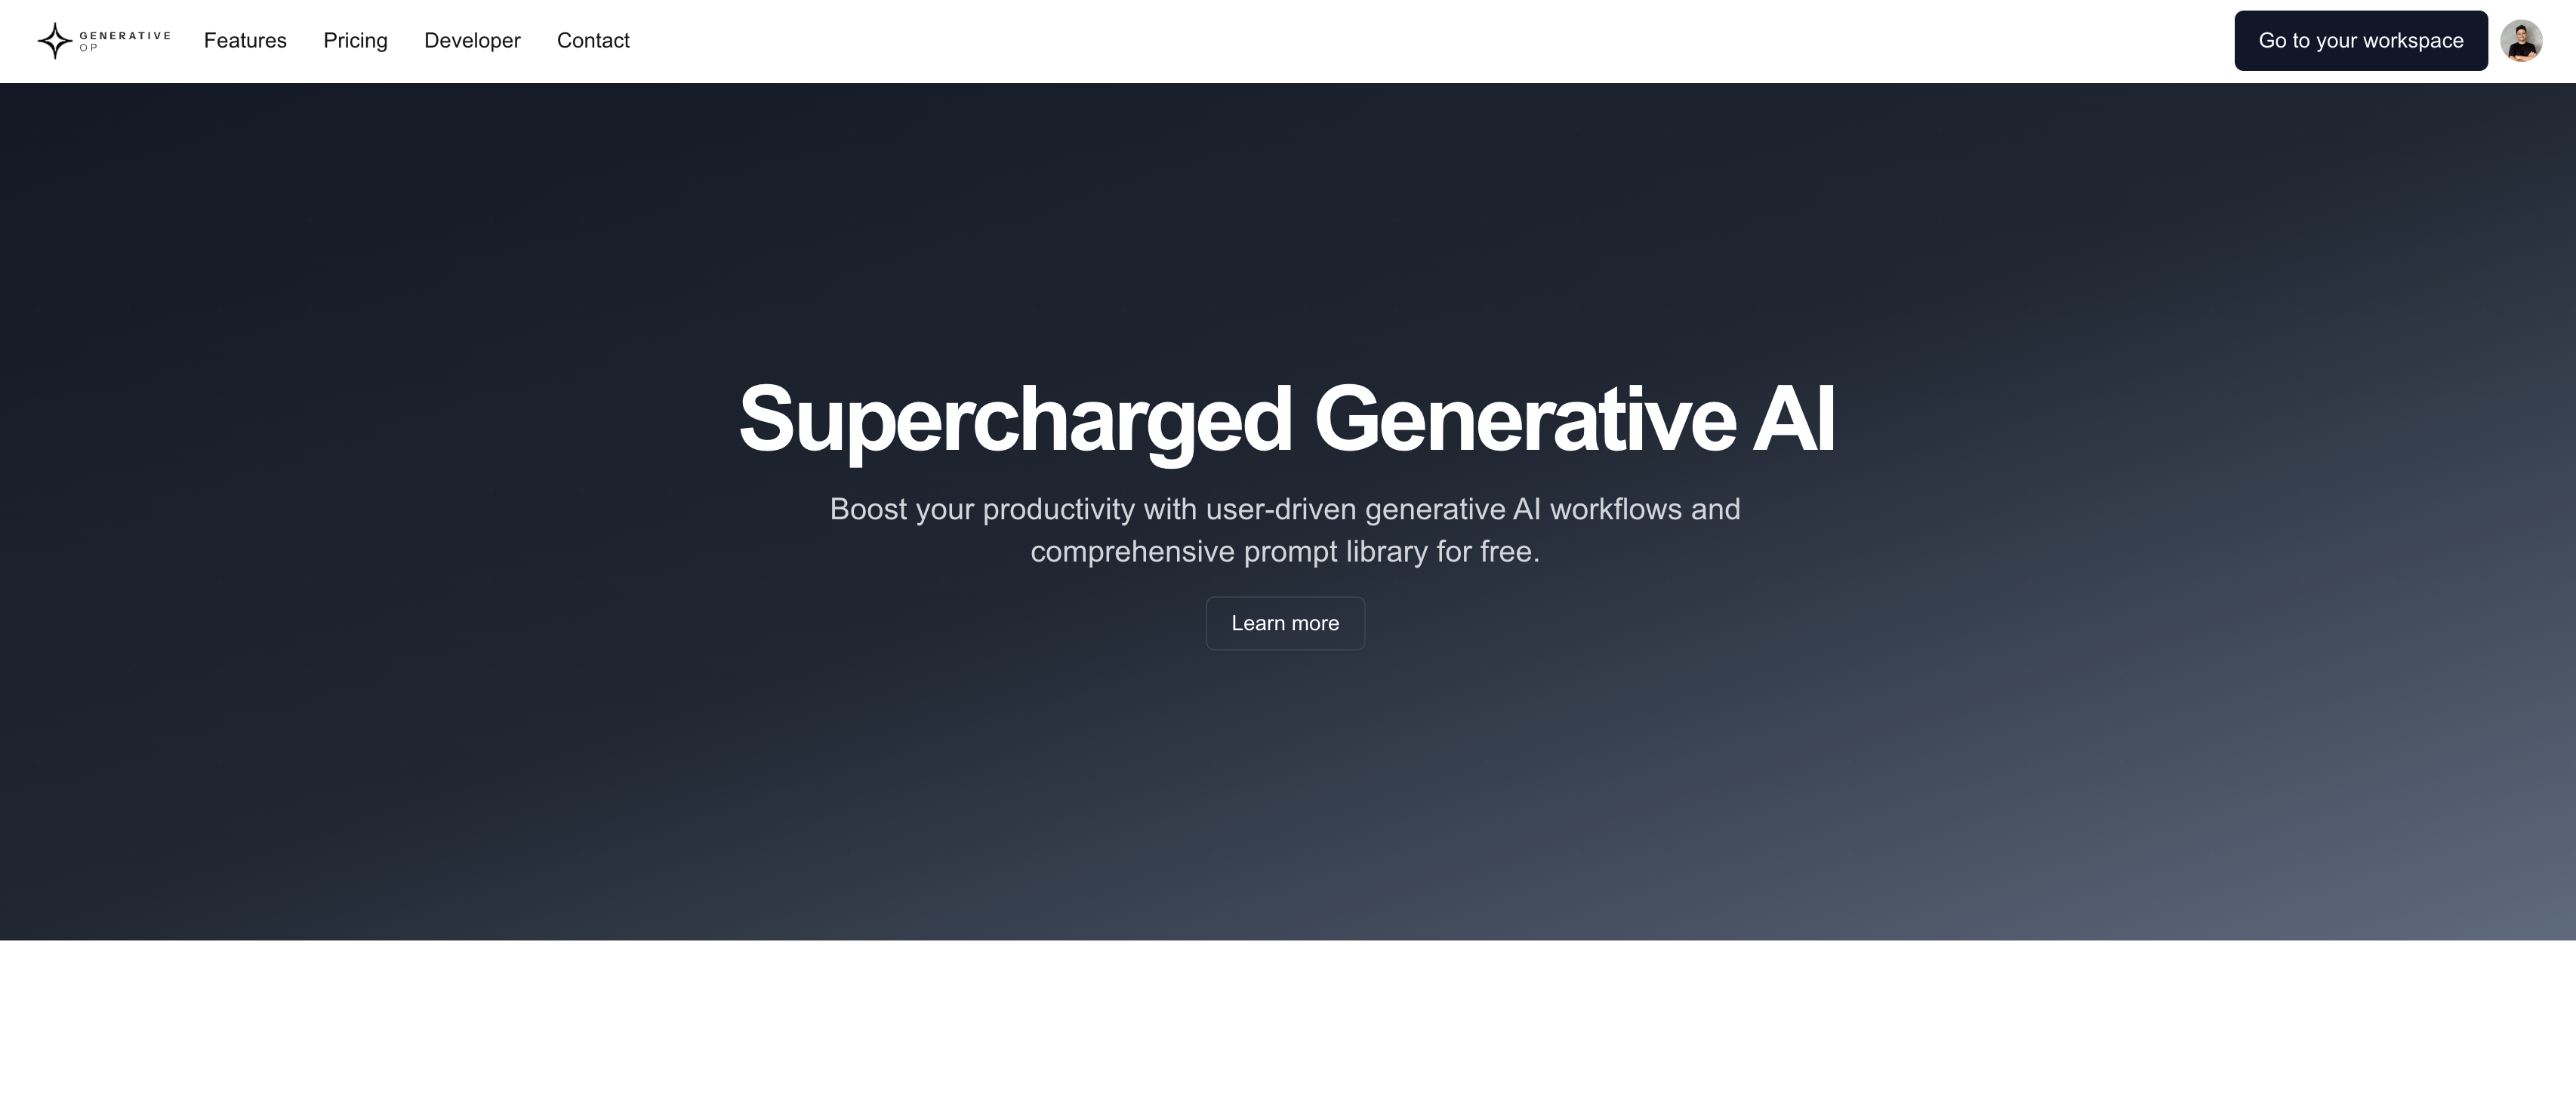 GENERATIVE
OP
Features
Pricing
Developer
Contact
Go to your workspace
Supercharged Generative AI
Boost your productivity with user-driven generative AI workflows and
comprehensive prompt library for free.
Learn more